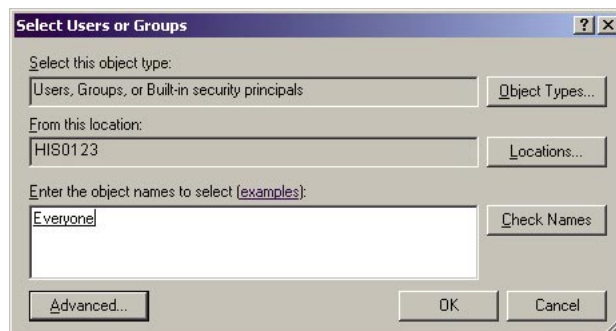 Select Users or Groups
Select this object type:
Users, Groups, or Built-in security principals
Object Types...
From this location:
HIS0123
Locations...
Enter the object names to select (examples):
Everyone
Check Names
Advanced...
OK
Cancel